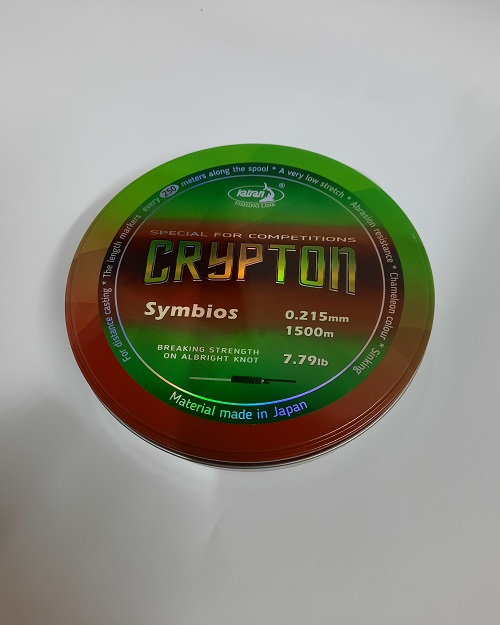 For distance casting * The length markers every 250 meters along the spool * A very low stretch * Abrasion resistance * Chameleon colour * Sinking
katran ®
FISHING LINE
SPECIAL FOR COMPETITIONS
CRYPTON
Symbios
0.215mm
1500m
BREAKING STRENGTH
ON ALBRIGHT KNOT
7.79lb
Material made in Japan